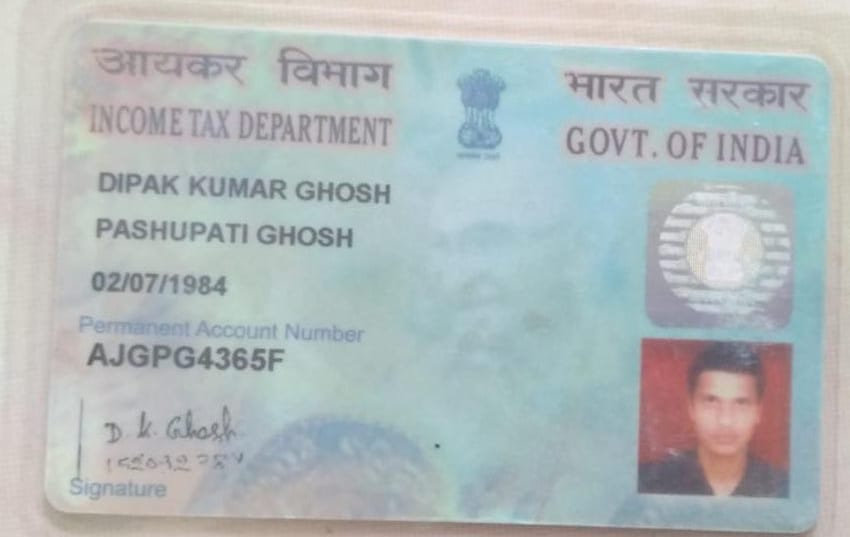 आयकर विभाग
भारत सरकार
INCOME TAX DEPARTMENT
GOVT. OF INDIA
DIPAK KUMAR GHOSH
PASHUPATI GHOSH
02/07/1984
Permanent Account Number
AJGPG4365F
D. K. Ghosh
Signature